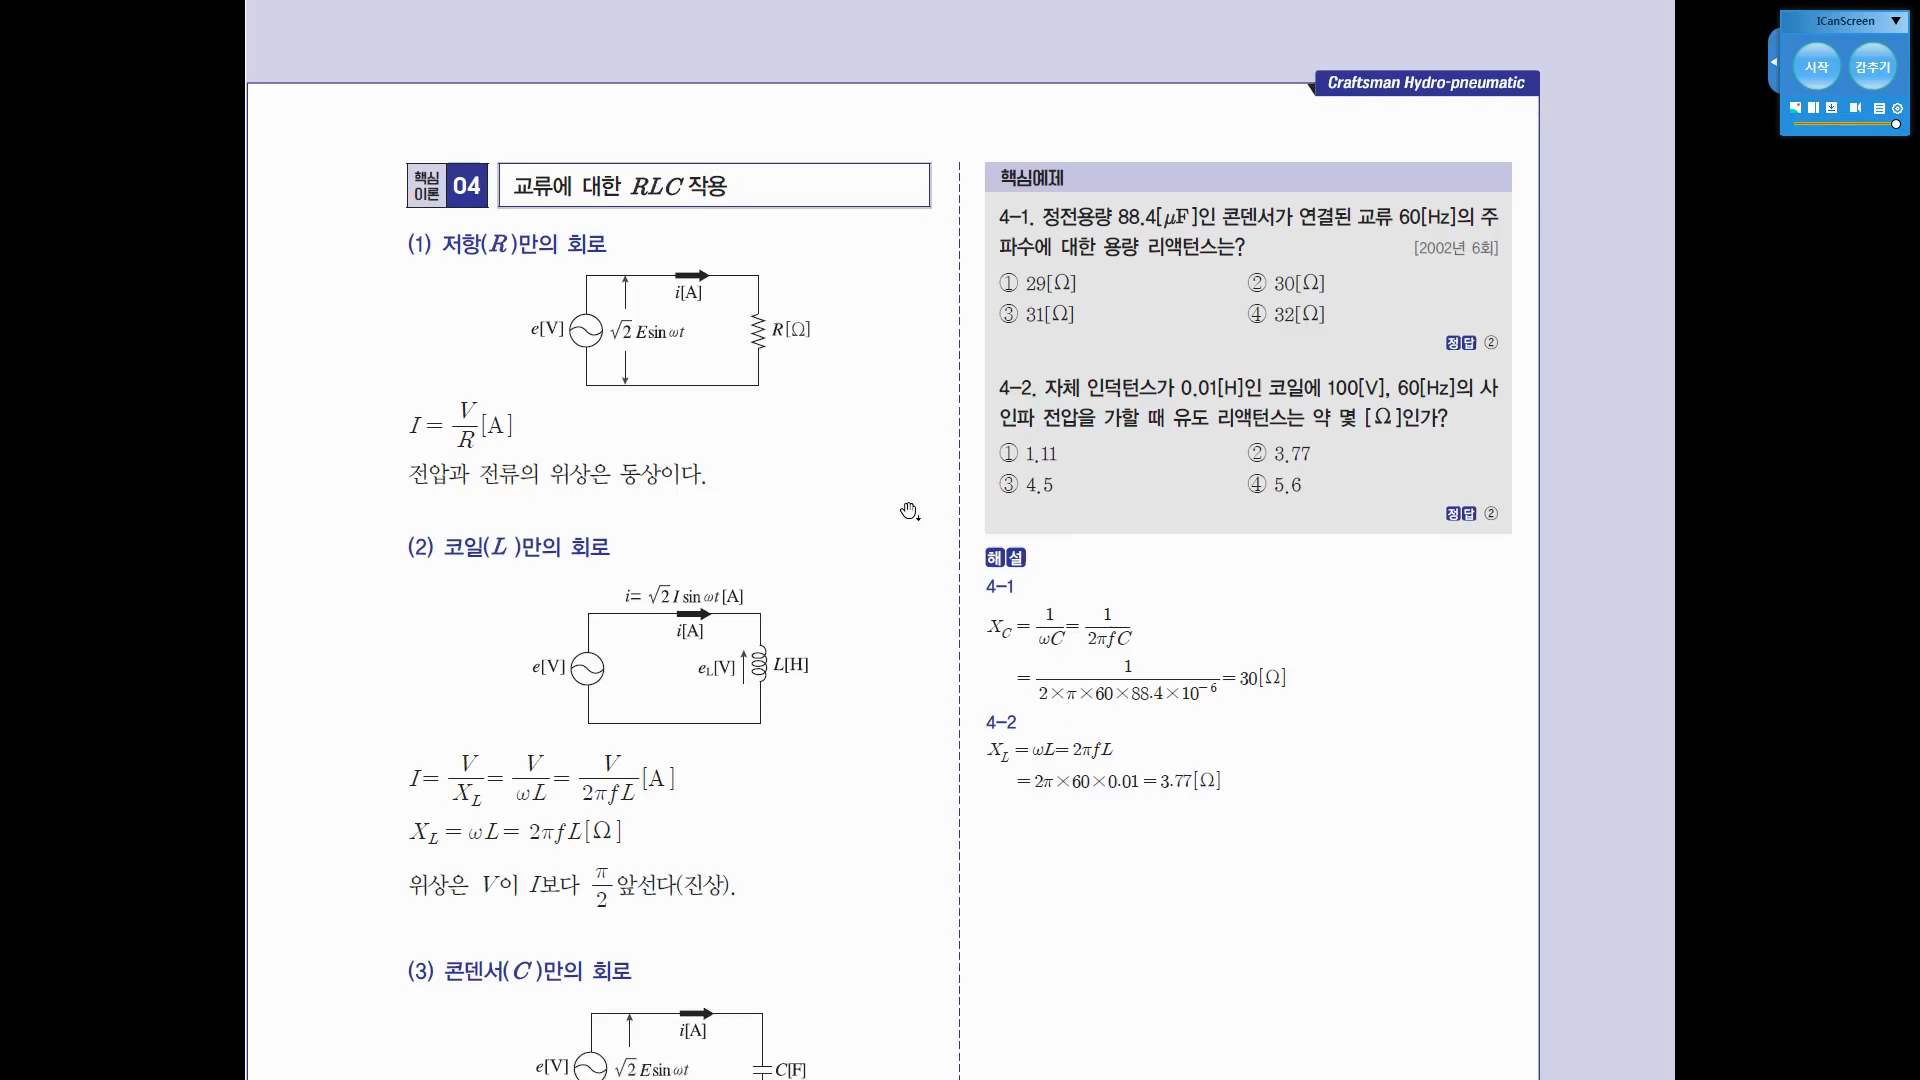 ICanScreen
시작
감추기
Craftsman Hydro-pneumatic
핵심
이론
04
교류에 대한 RLC 작용
(1) 저항(R)만의 회로
i[A]
e[V]
√2 E sin ωt
R[Ω]
I = V/R [A]
전압과 전류의 위상은 동상이다.
(2) 코일(L)만의 회로
i= √2 I sin ωt [A]
i[A]
e[V]
eL[V]
L[H]
I = V/XL = V/ωL = V/2πfL [A]
XL = ωL = 2πfL[Ω]
위상은 V이 I보다 π/2 앞선다(진상).
(3) 콘덴서(C)만의 회로
i[A]
e[V]
√2 E sin ωt
C[F]
핵심예제
4-1. 정전용량 88.4[μF]인 콘덴서가 연결된 교류 60[Hz]의 주
파수에 대한 용량 리액턴스는?
[2002년 6회]
① 29[Ω]
② 30[Ω]
③ 31[Ω]
④ 32[Ω]
정답 ②
4-2. 자체 인덕턴스가 0.01[H]인 코일에 100[V], 60[Hz]의 사
인파 전압을 가할 때 유도 리액턴스는 약 몇 [Ω]인가?
① 1.11
② 3.77
③ 4.5
④ 5.6
정답 ②
해설
4-1
XC = 1/ωC = 1/2πfC
= 1/(2×π×60×88.4×10⁻⁶) = 30[Ω]
4-2
XL = ωL = 2πfL
= 2π×60×0.01 = 3.77[Ω]